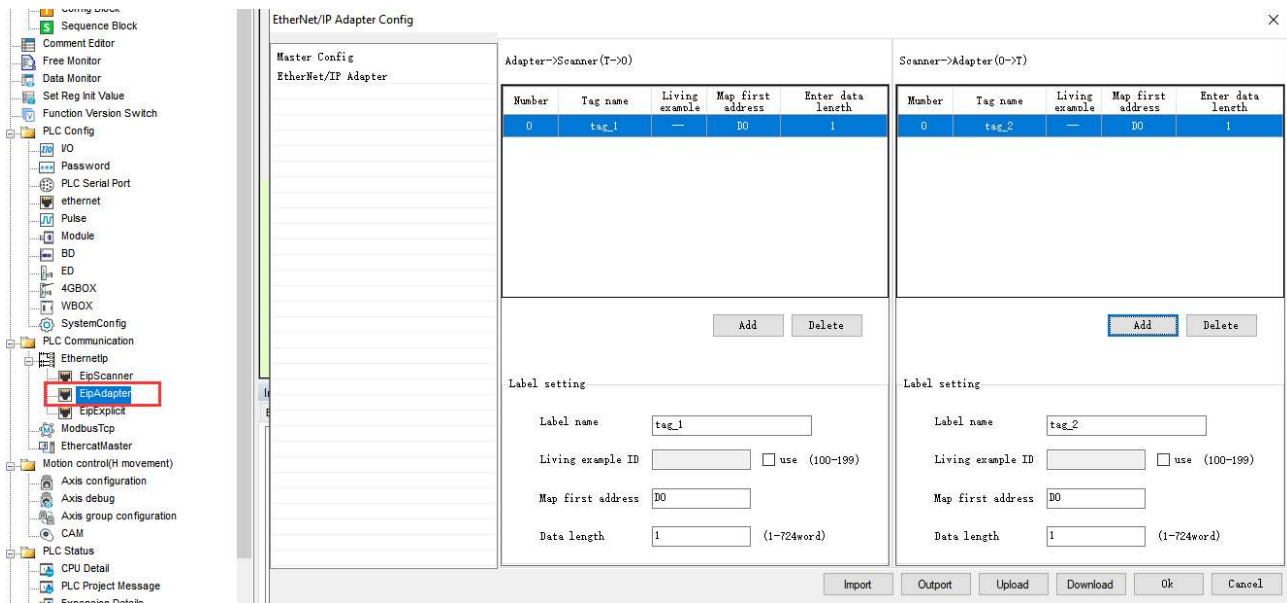 Config Block
Sequence Block
Comment Editor
Free Monitor
Data Monitor
Set Reg Init Value
Function Version Switch
PLC Config
I/O
Password
PLC Serial Port
ethernet
Pulse
Module
BD
ED
4GBOX
WBOX
SystemConfig
PLC Communication
EthernetIp
EipScanner
EipAdapter
EipExplicit
ModbusTcp
EthercatMaster
Motion control(H movement)
Axis configuration
Axis debug
Axis group configuration
CAM
PLC Status
CPU Detail
PLC Project Message
Expansion Details
EtherNet/IP Adapter Config
Master Config
EtherNet/IP Adapter
Adapter->Scanner(T->O)
Number Tag name Living example Map first address Enter data length
0 tag_1 — D0 1
Add Delete
Label setting
Label name tag_1
Living example ID use (100-199)
Map first address D0
Data length 1 (1-724word)
Scanner->Adapter(O->T)
Number Tag name Living example Map first address Enter data length
0 tag_2 — D0 1
Add Delete
Label setting
Label name tag_2
Living example ID use (100-199)
Map first address D0
Data length 1 (1-724word)
Import Outport Upload Download Ok Cancel